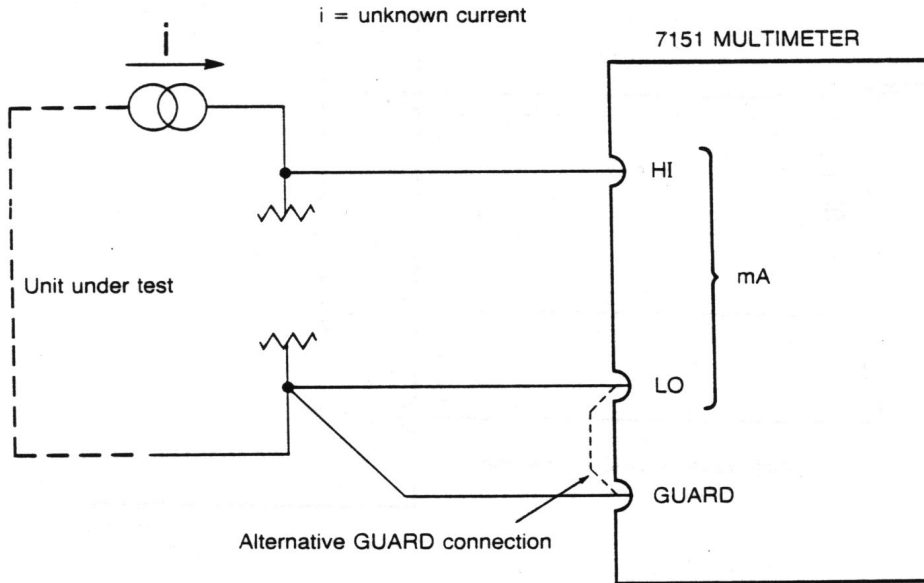 i = unknown current
7151 MULTIMETER
i
HI
mA
Unit under test
LO
GUARD
Alternative GUARD connection